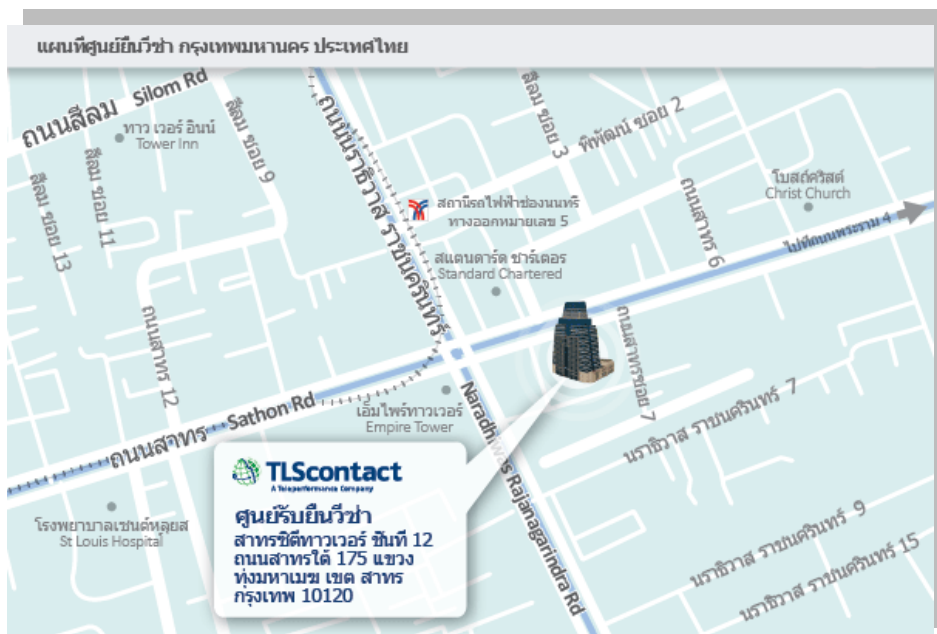 แผนที่ศูนย์ยื่นวีซ่า กรุงเทพมหานคร ประเทศไทย
ถนนสีลม Silom Rd
ทาว เวอร์ อินน์
Tower Inn
สีลม ซอย 9
สีลม ซอย 11
สีลม ซอย 13
ถนนนราธิวาส ราชนครินทร์
สีลม ซอย 3
พิพัฒน์ ซอย 2
สถานีรถไฟฟ้าช่องนนทรี
ทางออกหมายเลข 5
ถนนสาทร 6
โบสถ์คริสต์
Christ Church
ไปที่ถนนพระราม 4
สแตนดาร์ด ชาร์เตอร
Standard Chartered
ถนนสาทร 12
ถนนสาทรซอย 7
ถนนสาทร Sathon Rd
เอ็มไพร์ทาวเวอร์
Empire Tower
Naradhiwas Rajanagarindra Rd
นราธิวาส ราชนครินทร์ 7
TLScontact
A Teleperformance Company
ศูนย์รับยื่นวีซ่า
สาทรซิตีทาวเวอร์ ชั้นที่ 12
ถนนสาทรใต้ 175 แขวง
ทุ่งมหาเมฆ เขต สาทร
กรุงเทพ 10120
โรงพยาบาลเซนต์หลุยส
St Louis Hospital
นราธิวาส ราชนครินทร์ 9
นราธิวาส ราชนครินทร์ 15